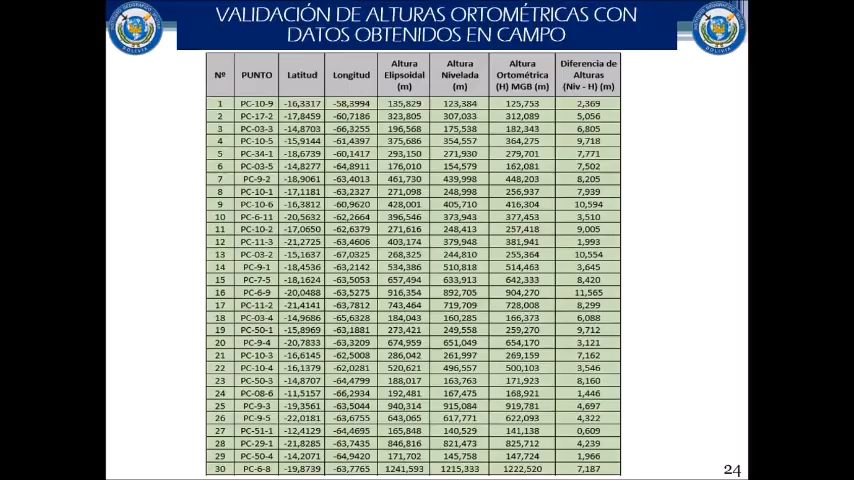 VALIDACIÓN DE ALTURAS ORTOMÉTRICAS CON
DATOS OBTENIDOS EN CAMPO
Nº PUNTO Latitud Longitud Altura Elipsoidal (m) Altura Nivelada (m) Altura Ortométrica (H) MGB (m) Diferencia de Alturas (Niv - H) (m)
1 PC-10-9 -16,3317 -58,3994 135,829 123,384 125,753 2,369
2 PC-17-2 -17,8459 -60,7186 323,805 307,033 312,089 5,056
3 PC-03-3 -14,8703 -66,3255 196,568 175,538 182,343 6,805
4 PC-10-5 -15,9144 -61,4397 375,686 354,557 364,275 9,718
5 PC-34-1 -18,6739 -60,1417 293,150 271,930 279,701 7,771
6 PC-03-5 -14,8277 -64,8911 176,010 154,579 162,081 7,502
7 PC-9-2 -18,9061 -63,4013 461,730 439,998 448,203 8,205
8 PC-10-1 -17,1181 -63,2327 271,098 248,998 256,937 7,939
9 PC-10-6 -16,3812 -60,9620 428,001 405,710 416,304 10,594
10 PC-6-11 -20,5632 -62,2664 396,546 373,943 377,453 3,510
11 PC-10-2 -17,0650 -62,6379 271,616 248,413 257,418 9,005
12 PC-11-3 -21,2725 -63,4606 403,174 379,948 381,941 1,993
13 PC-03-2 -15,1637 -67,0325 268,325 244,810 255,364 10,554
14 PC-9-1 -18,4536 -63,2142 534,386 510,818 514,463 3,645
15 PC-7-5 -18,1624 -63,5053 657,494 633,913 642,333 8,420
16 PC-6-9 -20,0488 -63,5275 916,354 892,705 904,270 11,565
17 PC-11-2 -21,4141 -63,7812 743,464 719,709 728,008 8,299
18 PC-03-4 -14,9686 -65,6328 184,043 160,285 166,373 6,088
19 PC-50-1 -15,8969 -63,1881 273,421 249,558 259,270 9,712
20 PC-9-4 -20,7833 -63,3209 674,959 651,049 654,170 3,121
21 PC-10-3 -16,6145 -62,5008 286,042 261,997 269,159 7,162
22 PC-10-4 -16,1379 -62,0281 520,621 496,557 500,103 3,546
23 PC-50-3 -14,8707 -64,4799 188,017 163,763 171,923 8,160
24 PC-08-6 -11,5157 -66,2934 192,481 167,475 168,921 1,446
25 PC-9-3 -19,3561 -63,5044 940,314 915,084 919,781 4,697
26 PC-9-5 -22,0181 -63,6755 643,065 617,771 622,093 4,322
27 PC-51-1 -12,4129 -64,4695 165,848 140,529 141,138 0,609
28 PC-29-1 -21,8285 -63,7435 846,816 821,473 825,712 4,239
29 PC-50-4 -14,2071 -64,9420 171,702 145,758 147,724 1,966
30 PC-6-8 -19,8739 -63,7765 1241,593 1215,333 1222,520 7,187
24